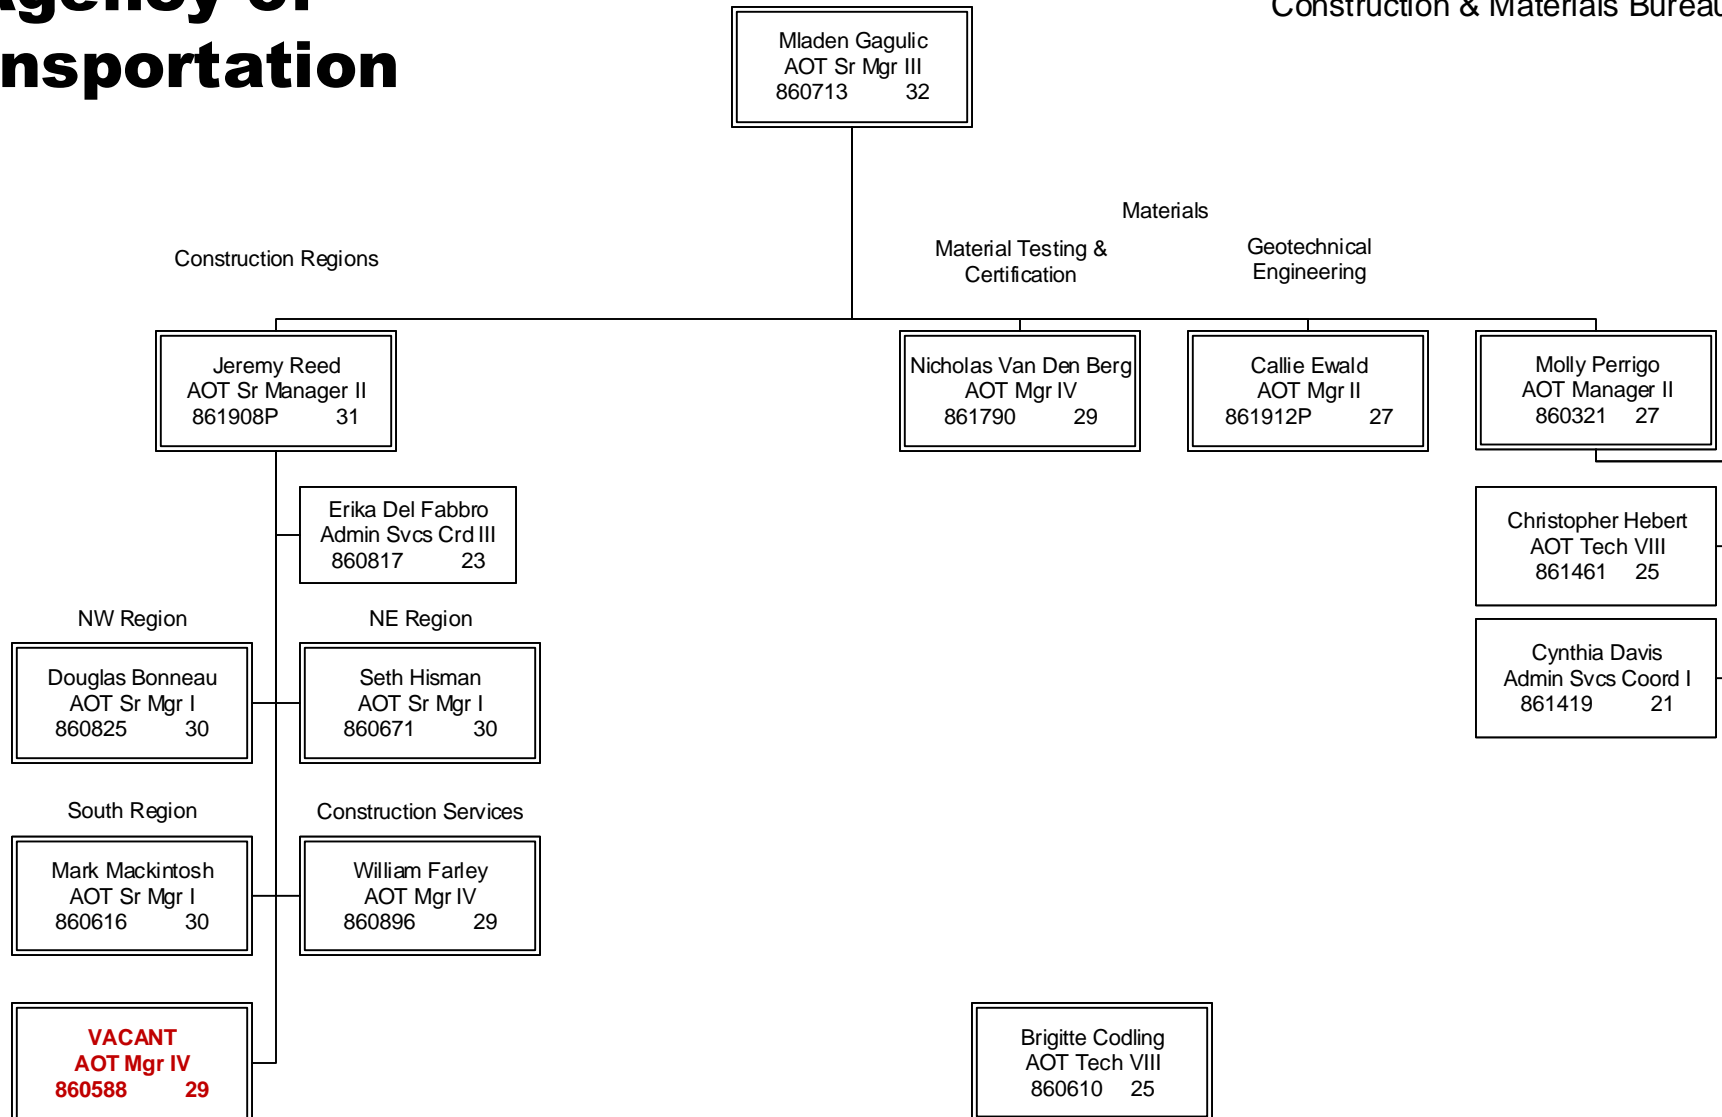 Agency of
nsportation
Construction & Materials Bureau
Mladen Gagulic
AOT Sr Mgr III
860713 32
Materials
Construction Regions
Material Testing &
Certification
Geotechnical
Engineering
Jeremy Reed
AOT Sr Manager II
861908P 31
Nicholas Van Den Berg
AOT Mgr IV
861790 29
Callie Ewald
AOT Mgr II
861912P 27
Molly Perrigo
AOT Manager II
860321 27
Erika Del Fabbro
Admin Svcs Crd III
860817 23
Christopher Hebert
AOT Tech VIII
861461 25
NW Region
NE Region
Douglas Bonneau
AOT Sr Mgr I
860825 30
Seth Hisman
AOT Sr Mgr I
860671 30
Cynthia Davis
Admin Svcs Coord I
861419 21
South Region
Construction Services
Mark Mackintosh
AOT Sr Mgr I
860616 30
William Farley
AOT Mgr IV
860896 29
VACANT
AOT Mgr IV
860588 29
Brigitte Codling
AOT Tech VIII
860610 25